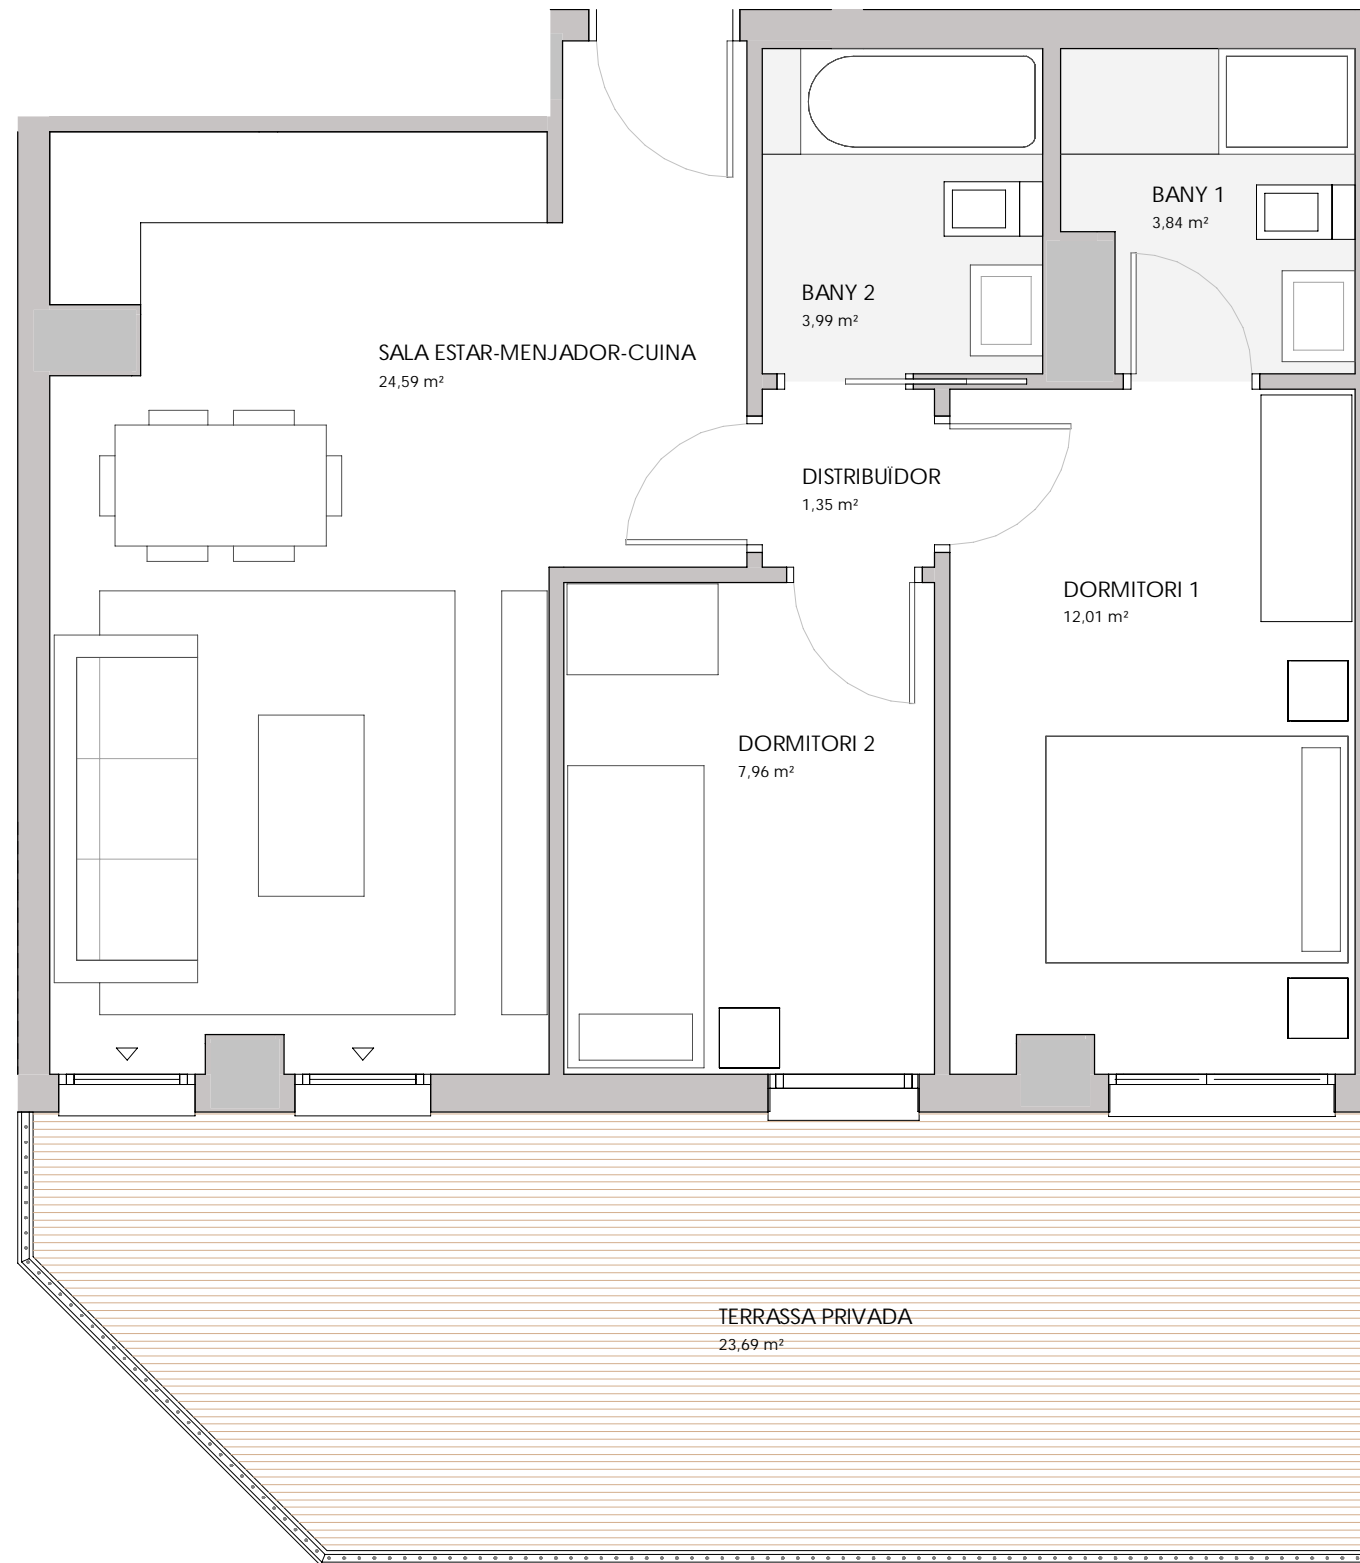 BANY 1
3,84 m²
BANY 2
3,99 m²
SALA ESTAR-MENJADOR-CUINA
24,59 m²
DISTRIBUÏDOR
1,35 m²
DORMITORI 1
12,01 m²
DORMITORI 2
7,96 m²
TERRASSA PRIVADA
23,69 m²